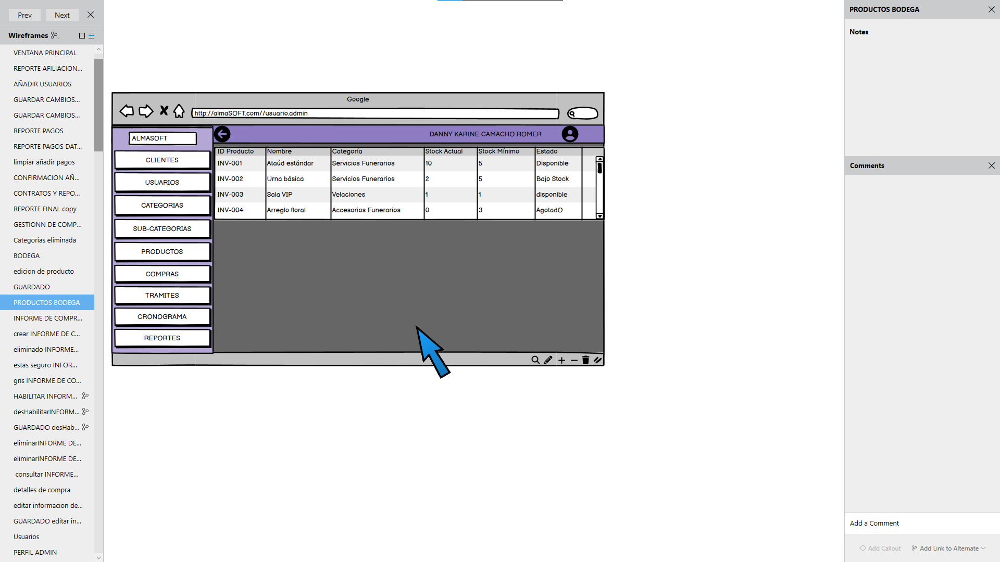 Prev Next
Wireframes
VENTANA PRINCIPAL
REPORTE AFILIACION...
AÑADIR USUARIOS
GUARDAR CAMBIOS...
GUARDAR CAMBIOS...
REPORTE PAGOS
REPORTE PAGOS DAT...
limpiar añadir pagos
CONFIRMACION AÑ...
CONTRATOS Y REPO...
REPORTE FINAL copy
GESTIONN DE COMP...
Categorias eliminada
BODEGA
edicion de producto
GUARDADO
PRODUCTOS BODEGA
INFORME DE COMPR...
crear INFORME DE C...
eliminado INFORME...
estas seguro INFOR...
gris INFORME DE CO...
HABILITAR INFORM...
desHabilitarINFORM...
GUARDADO desHab...
eliminarINFORME DE...
eliminarINFORME DE...
consultar INFORME...
detalles de compra
editar informacion de...
GUARDADO editar in...
Usuarios
PERFIL ADMIN
Google
http://almaSOFT.com//usuario.admin
ALMASOFT
CLIENTES
USUARIOS
CATEGORIAS
SUB-CATEGORIAS
PRODUCTOS
COMPRAS
TRAMITES
CRONOGRAMA
REPORTES
DANNY KARINE CAMACHO ROMER
ID Producto Nombre Categoría Stock Actual Stock Mínimo Estado
INV-001 Ataúd estándar Servicios Funerarios 10 5 Disponible
INV-002 Urna básica Servicios Funerarios 2 5 Bajo Stock
INV-003 Sala VIP Velaciones 1 1 disponible
INV-004 Arreglo floral Accesorios Funerarios 0 3 AgotadO
PRODUCTOS BODEGA
Notes
Comments
Add a Comment
Add Callout Add Link to Alternate